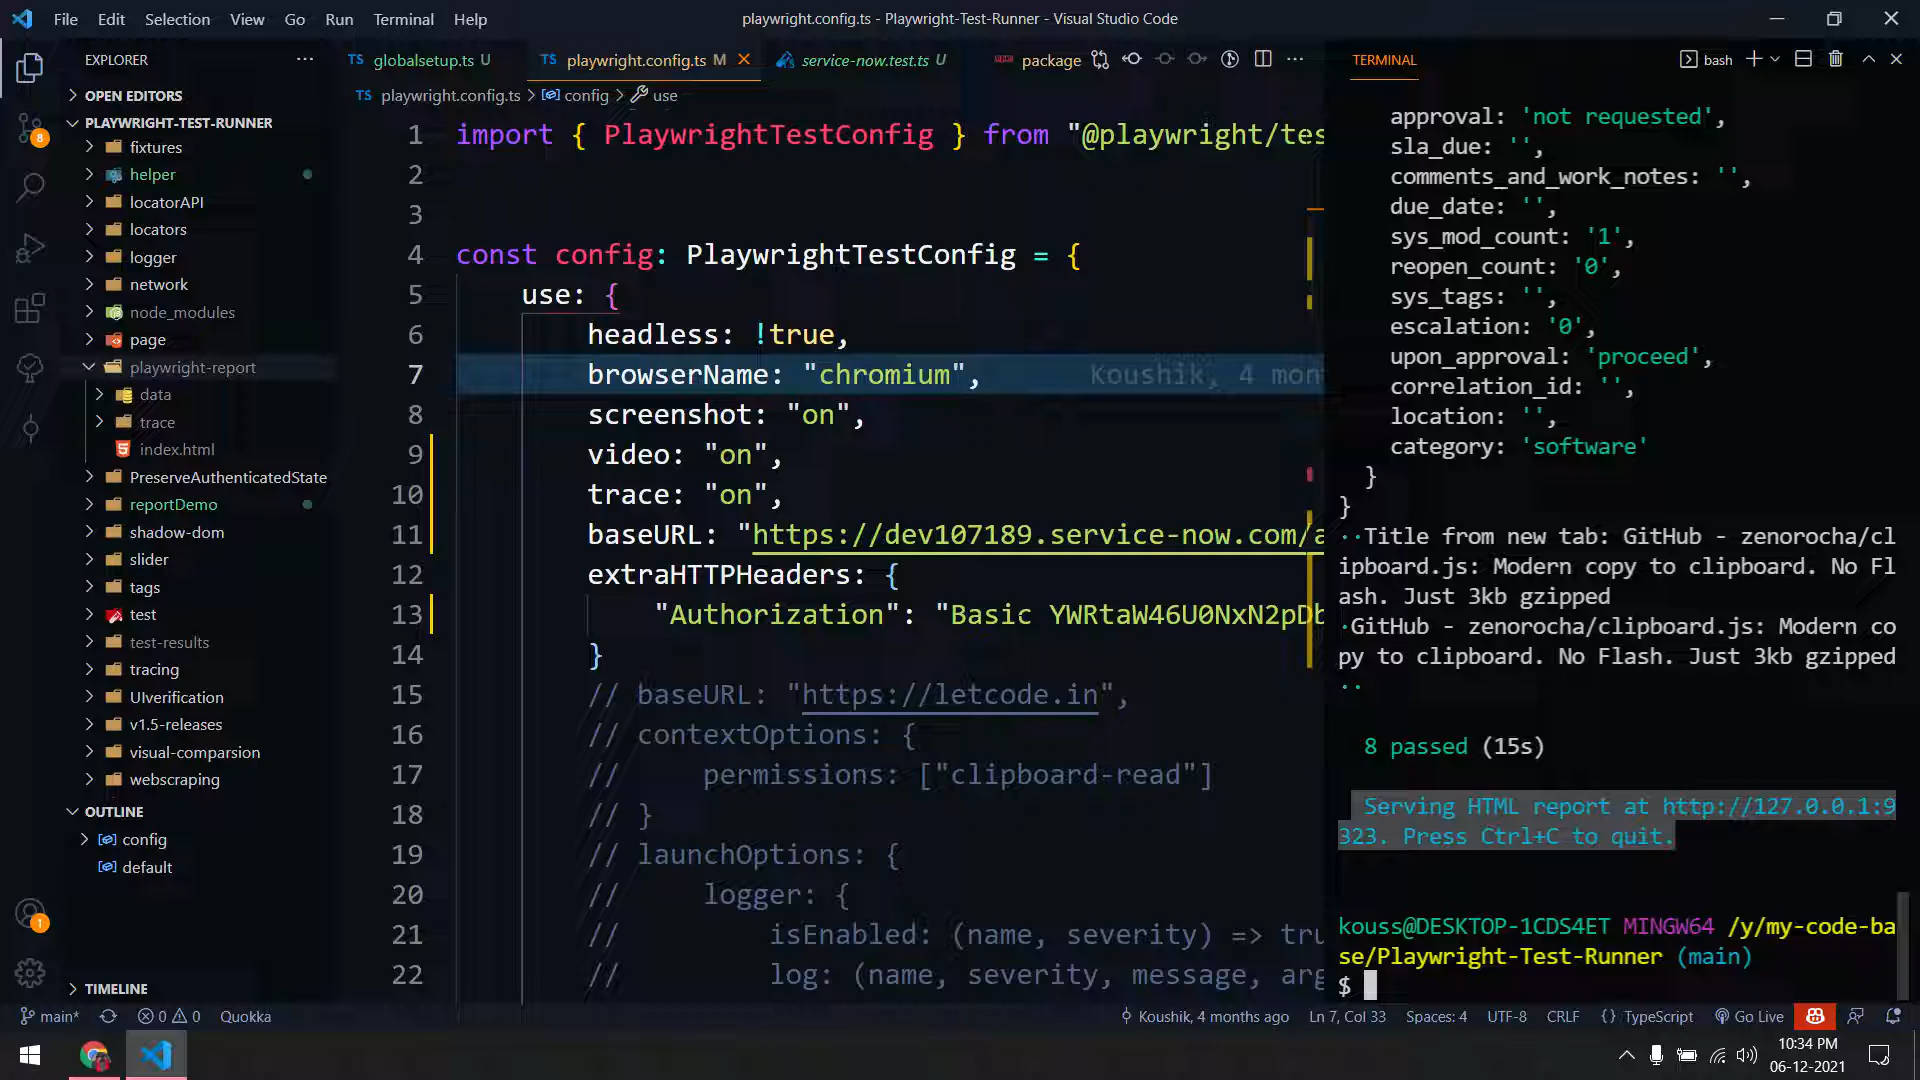 File Edit Selection View Go Run Terminal Help
playwright.config.ts - Playwright-Test-Runner - Visual Studio Code
EXPLORER
OPEN EDITORS
PLAYWRIGHT-TEST-RUNNER
fixtures
helper
locatorAPI
locators
logger
network
node_modules
page
playwright-report
data
trace
index.html
PreserveAuthenticatedState
reportDemo
shadow-dom
slider
tags
test
test-results
tracing
UIverification
v1.5-releases
visual-comparsion
webscraping
OUTLINE
config
default
TIMELINE
8
1
TS globalsetup.ts U
TS playwright.config.ts M
service-now.test.ts U
package
TS playwright.config.ts > config > use
1 import { PlaywrightTestConfig } from "@playwright/tes
2
3
4 const config: PlaywrightTestConfig = {
5 use: {
6 headless: !true,
7 browserName: "chromium", Koushik, 4 mon
8 screenshot: "on",
9 video: "on",
10 trace: "on",
11 baseURL: "https://dev107189.service-now.com/a
12 extraHTTPHeaders: {
13 "Authorization": "Basic YWRtaW46U0NxN2pDb
14 }
15 // baseURL: "https://letcode.in",
16 // contextOptions: {
17 // permissions: ["clipboard-read"]
18 // }
19 // launchOptions: {
20 // logger: {
21 // isEnabled: (name, severity) => tru
22 // log: (name, severity, message, arg
TERMINAL
bash
approval: 'not requested',
sla_due: '',
comments_and_work_notes: '',
due_date: '',
sys_mod_count: '1',
reopen_count: '0',
sys_tags: '',
escalation: '0',
upon_approval: 'proceed',
correlation_id: '',
location: '',
category: 'software'
}
}
··Title from new tab: GitHub - zenorocha/cl
ipboard.js: Modern copy to clipboard. No Fl
ash. Just 3kb gzipped
·GitHub - zenorocha/clipboard.js: Modern co
py to clipboard. No Flash. Just 3kb gzipped
··
8 passed (15s)
Serving HTML report at http://127.0.0.1:9
323. Press Ctrl+C to quit.
kouss@DESKTOP-1CDS4ET MINGW64 /y/my-code-ba
se/Playwright-Test-Runner (main)
$
main* 0 0 Quokka
Koushik, 4 months ago Ln 7, Col 33 Spaces: 4 UTF-8 CRLF {} TypeScript Go Live
10:34 PM
06-12-2021